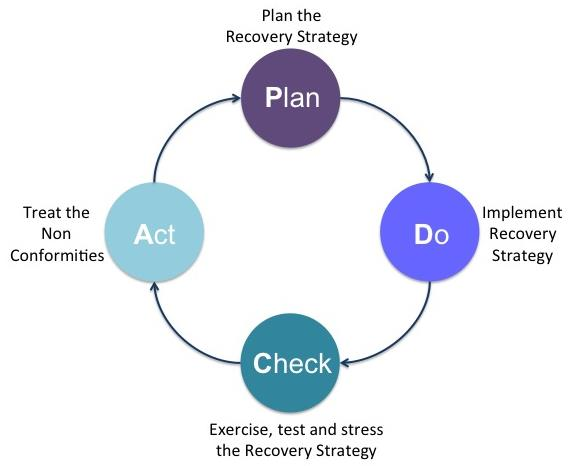 Plan the
Recovery Strategy
Plan
Do
Implement
Recovery
Strategy
Check
Exercise, test and stress
the Recovery Strategy
Act
Treat the
Non
Conformities